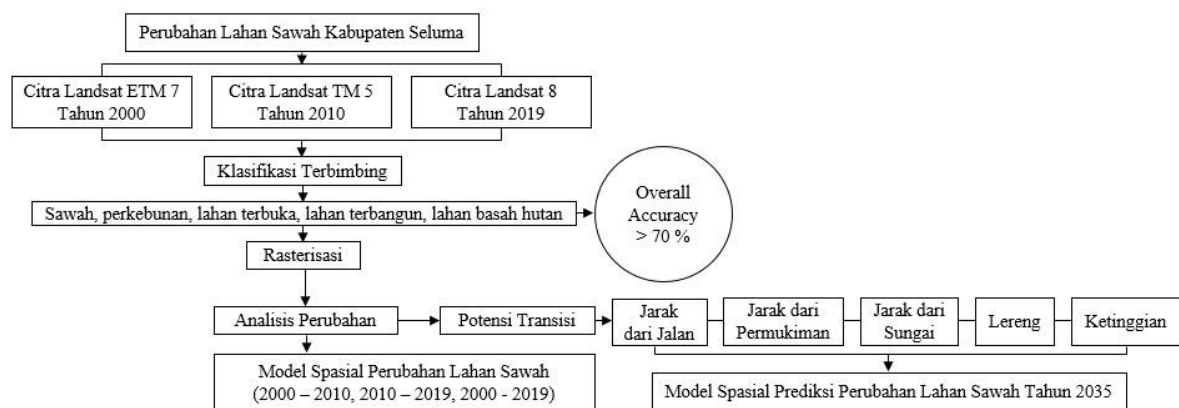 Perubahan Lahan Sawah Kabupaten Seluma
Citra Landsat ETM 7
Tahun 2000
Citra Landsat TM 5
Tahun 2010
Citra Landsat 8
Tahun 2019
Klasifikasi Terbimbing
Sawah, perkebunan, lahan terbuka, lahan terbangun, lahan basah hutan
Overall
Accuracy
> 70 %
Rasterisasi
Analisis Perubahan
Potensi Transisi
Jarak
dari Jalan
Jarak dari
Permukiman
Jarak dari
Sungai
Lereng
Ketinggian
Model Spasial Perubahan Lahan Sawah
(2000 – 2010, 2010 – 2019, 2000 - 2019)
Model Spasial Prediksi Perubahan Lahan Sawah Tahun 2035